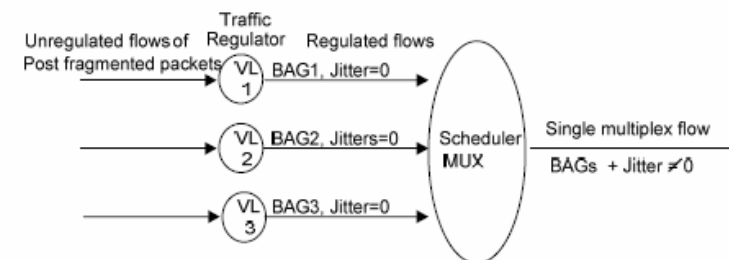 Traffic
Regulator
Unregulated flows of
Post fragmented packets
Regulated flows
VL
1
BAG1, Jitter=0
VL
2
BAG2, Jitters=0
VL
3
BAG3, Jitter=0
Scheduler
MUX
Single multiplex flow
BAGs + Jitter ≠0